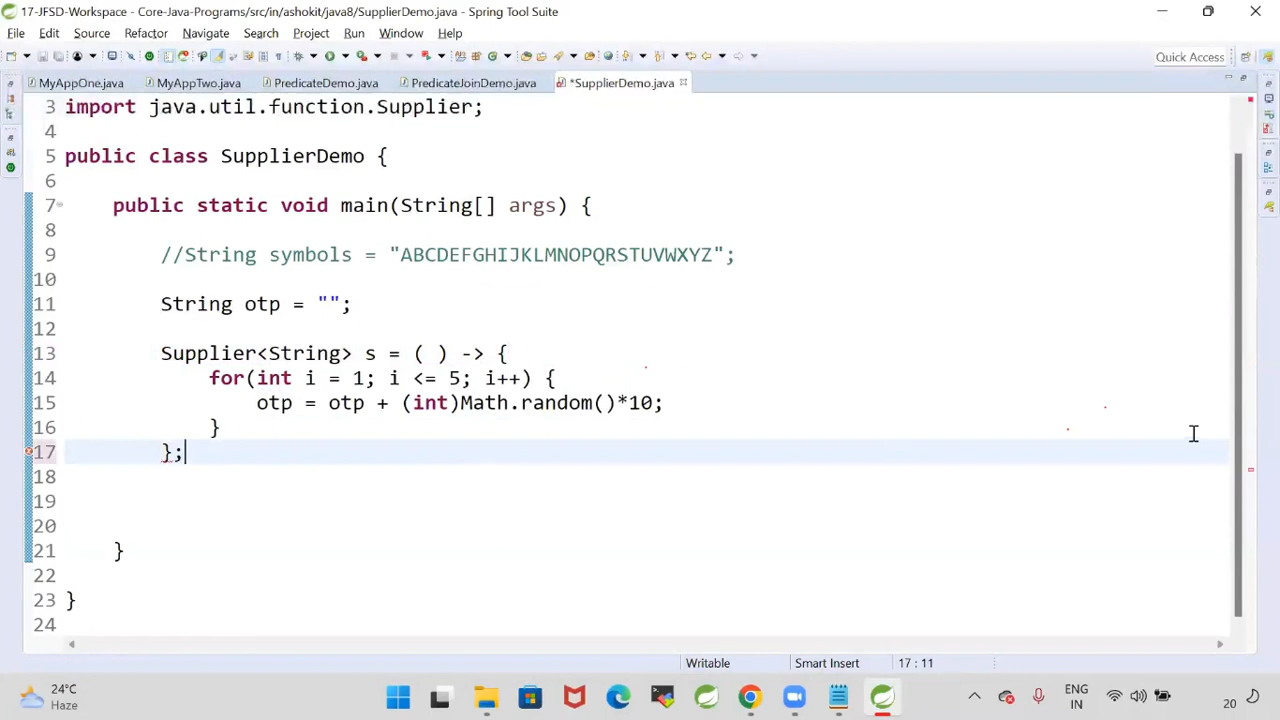 17-JFSD-Workspace - Core-Java-Programs/src/in/ashokit/java8/SupplierDemo.java - Spring Tool Suite
File Edit Source Refactor Navigate Search Project Run Window Help
Quick Access
MyAppOne.java MyAppTwo.java PredicateDemo.java PredicateJoinDemo.java *SupplierDemo.java
3 import java.util.function.Supplier;
4
5 public class SupplierDemo {
6
7 public static void main(String[] args) {
8
9 //String symbols = "ABCDEFGHIJKLMNOPQRSTUVWXYZ";
10
11 String otp = "";
12
13 Supplier<String> s = ( ) -> {
14 for(int i = 1; i <= 5; i++) {
15 otp = otp + (int)Math.random()*10;
16 }
17 };
18
19
20
21 }
22
23 }
24
Writable Smart Insert 17 : 11
24°C
Haze
ENG
IN
20